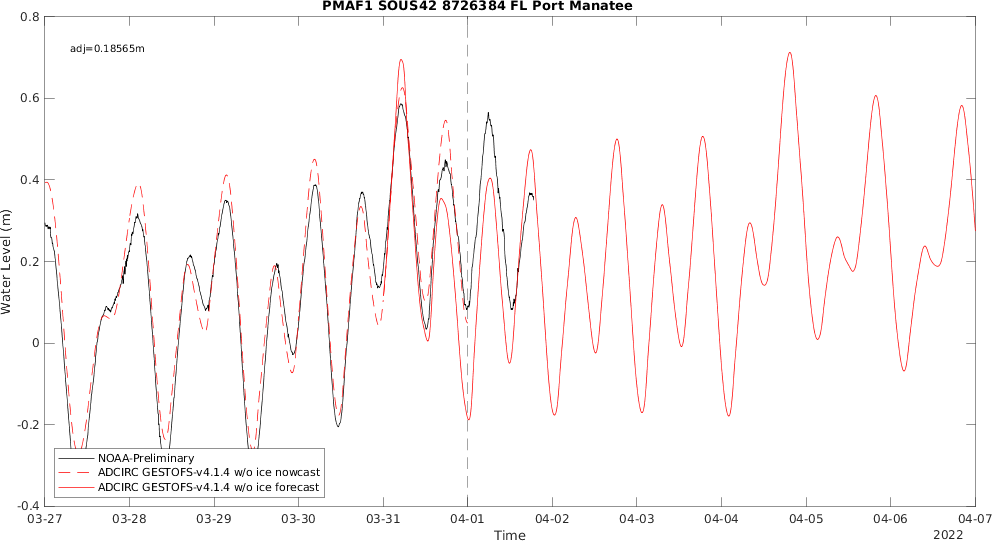 PMAF1 SOUS42 8726384 FL Port Manatee
0.8
adj=0.18565m
0.6
0.4
0.2
0
-0.2
-0.4
Water Level (m)
NOAA-Preliminary
ADCIRC GESTOFS-v4.1.4 w/o ice nowcast
ADCIRC GESTOFS-v4.1.4 w/o ice forecast
03-27 03-28 03-29 03-30 03-31 04-01 04-02 04-03 04-04 04-05 04-06 04-07
Time
2022